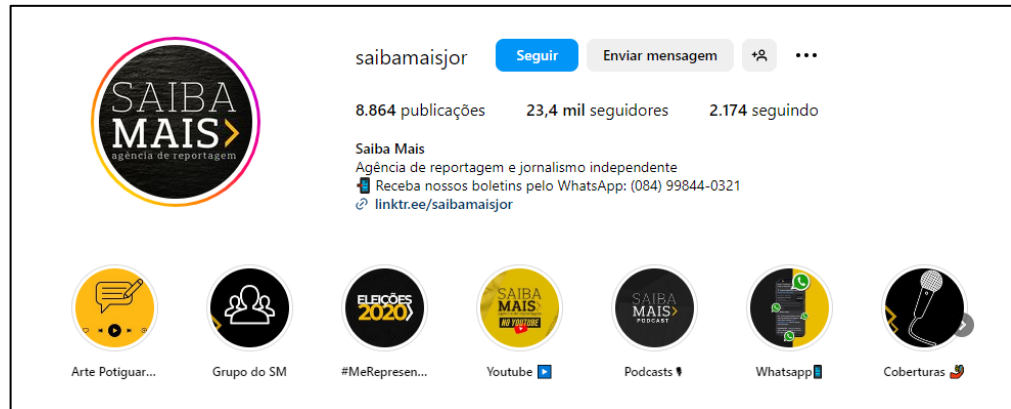 SAIBA
MAIS>
agência de reportagem
saibamaisjor Seguir Enviar mensagem
8.864 publicações 23,4 mil seguidores 2.174 seguindo
Saiba Mais
Agência de reportagem e jornalismo independente
Receba nossos boletins pelo WhatsApp: (084) 99844-0321
linktr.ee/saibamaisjor
ELEIÇÕES
2020
SAIBA
MAIS>
NO YOUTUBE
SAIBA
MAIS>
PODCAST
Arte Potiguar... Grupo do SM #MeRepresen... Youtube Podcasts Whatsapp Coberturas